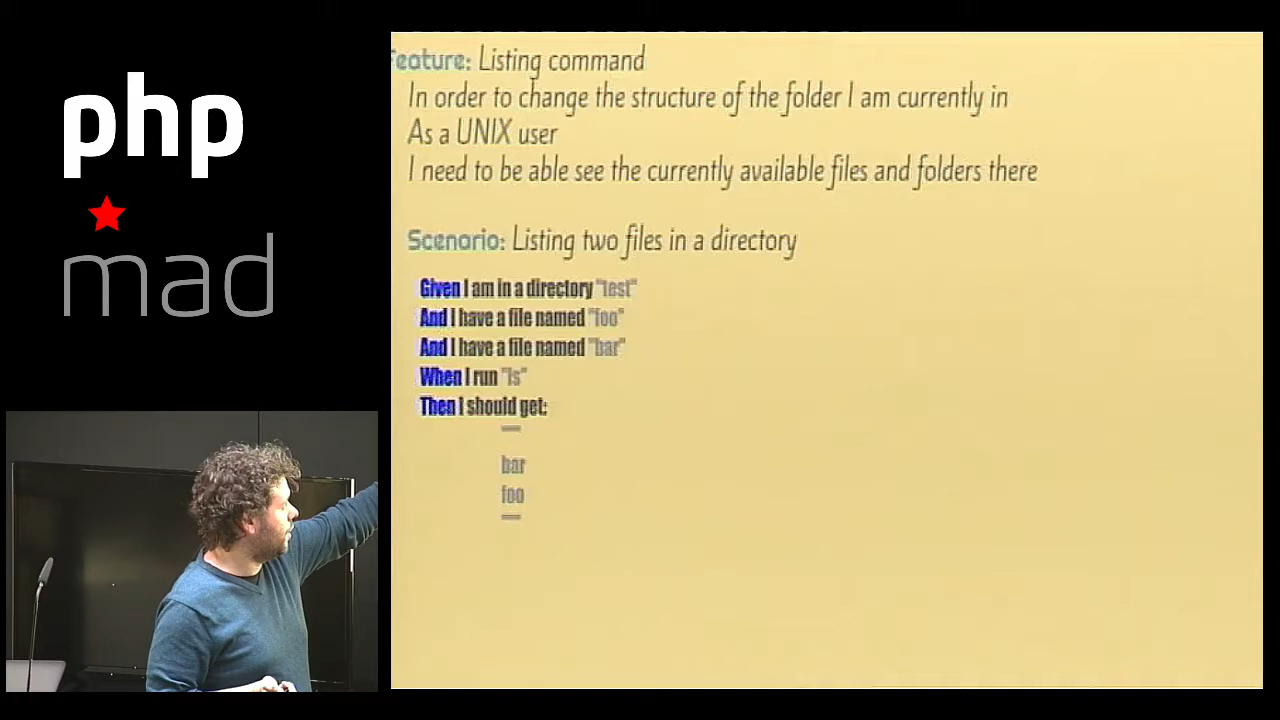 php
mad
Feature: Listing command
In order to change the structure of the folder I am currently in
As a UNIX user
I need to be able see the currently available files and folders there
Scenario: Listing two files in a directory
Given I am in a directory "test"
And I have a file named "foo"
And I have a file named "bar"
When I run "ls"
Then I should get:
"""
bar
foo
"""